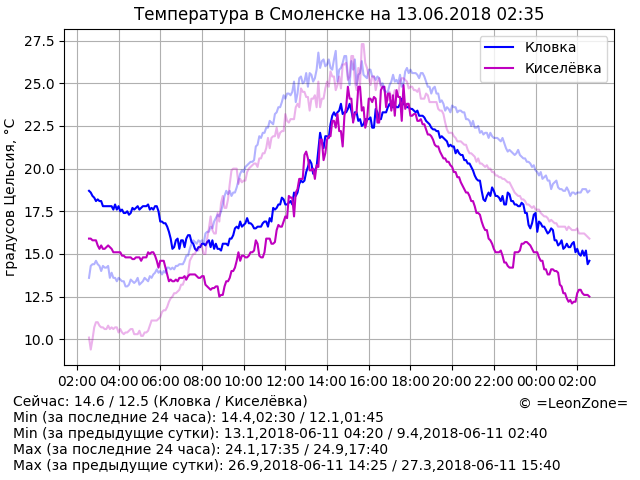 Температура в Смоленске на 13.06.2018 02:35
Кловка
Киселёвка
градусов Цельсия, °C
27.5
25.0
22.5
20.0
17.5
15.0
12.5
10.0
02:00 04:00 06:00 08:00 10:00 12:00 14:00 16:00 18:00 20:00 22:00 00:00 02:00
Сейчас: 14.6 / 12.5 (Кловка / Киселёвка)
© =LeonZone=
Min (за последние 24 часа): 14.4,02:30 / 12.1,01:45
Min (за предыдущие сутки): 13.1,2018-06-11 04:20 / 9.4,2018-06-11 02:40
Max (за последние 24 часа): 24.1,17:35 / 24.9,17:40
Max (за предыдущие сутки): 26.9,2018-06-11 14:25 / 27.3,2018-06-11 15:40